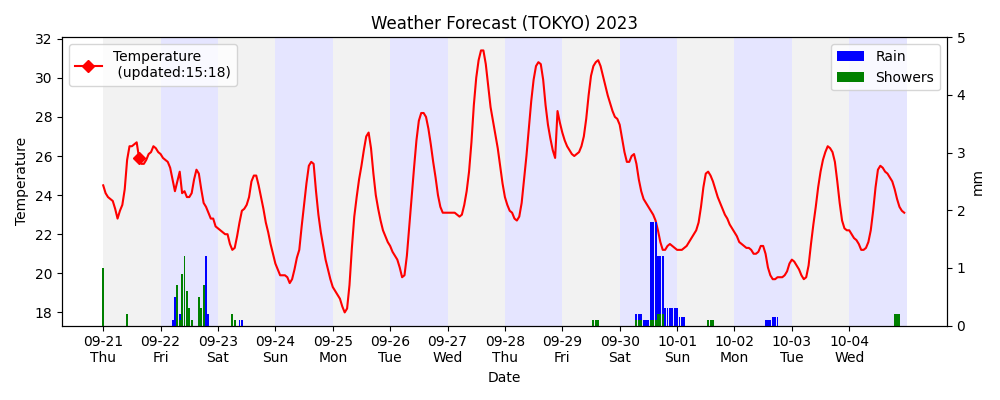 Weather Forecast (TOKYO) 2023
Temperature
(updated:15:18)
Rain
Showers
Temperature
32
30
28
26
24
22
20
18
5
4
3
2
1
0
mm
09-21 09-22 09-23 09-24 09-25 09-26 09-27 09-28 09-29 09-30 10-01 10-02 10-03 10-04
Thu Fri Sat Sun Mon Tue Wed Thu Fri Sat Sun Mon Tue Wed
Date